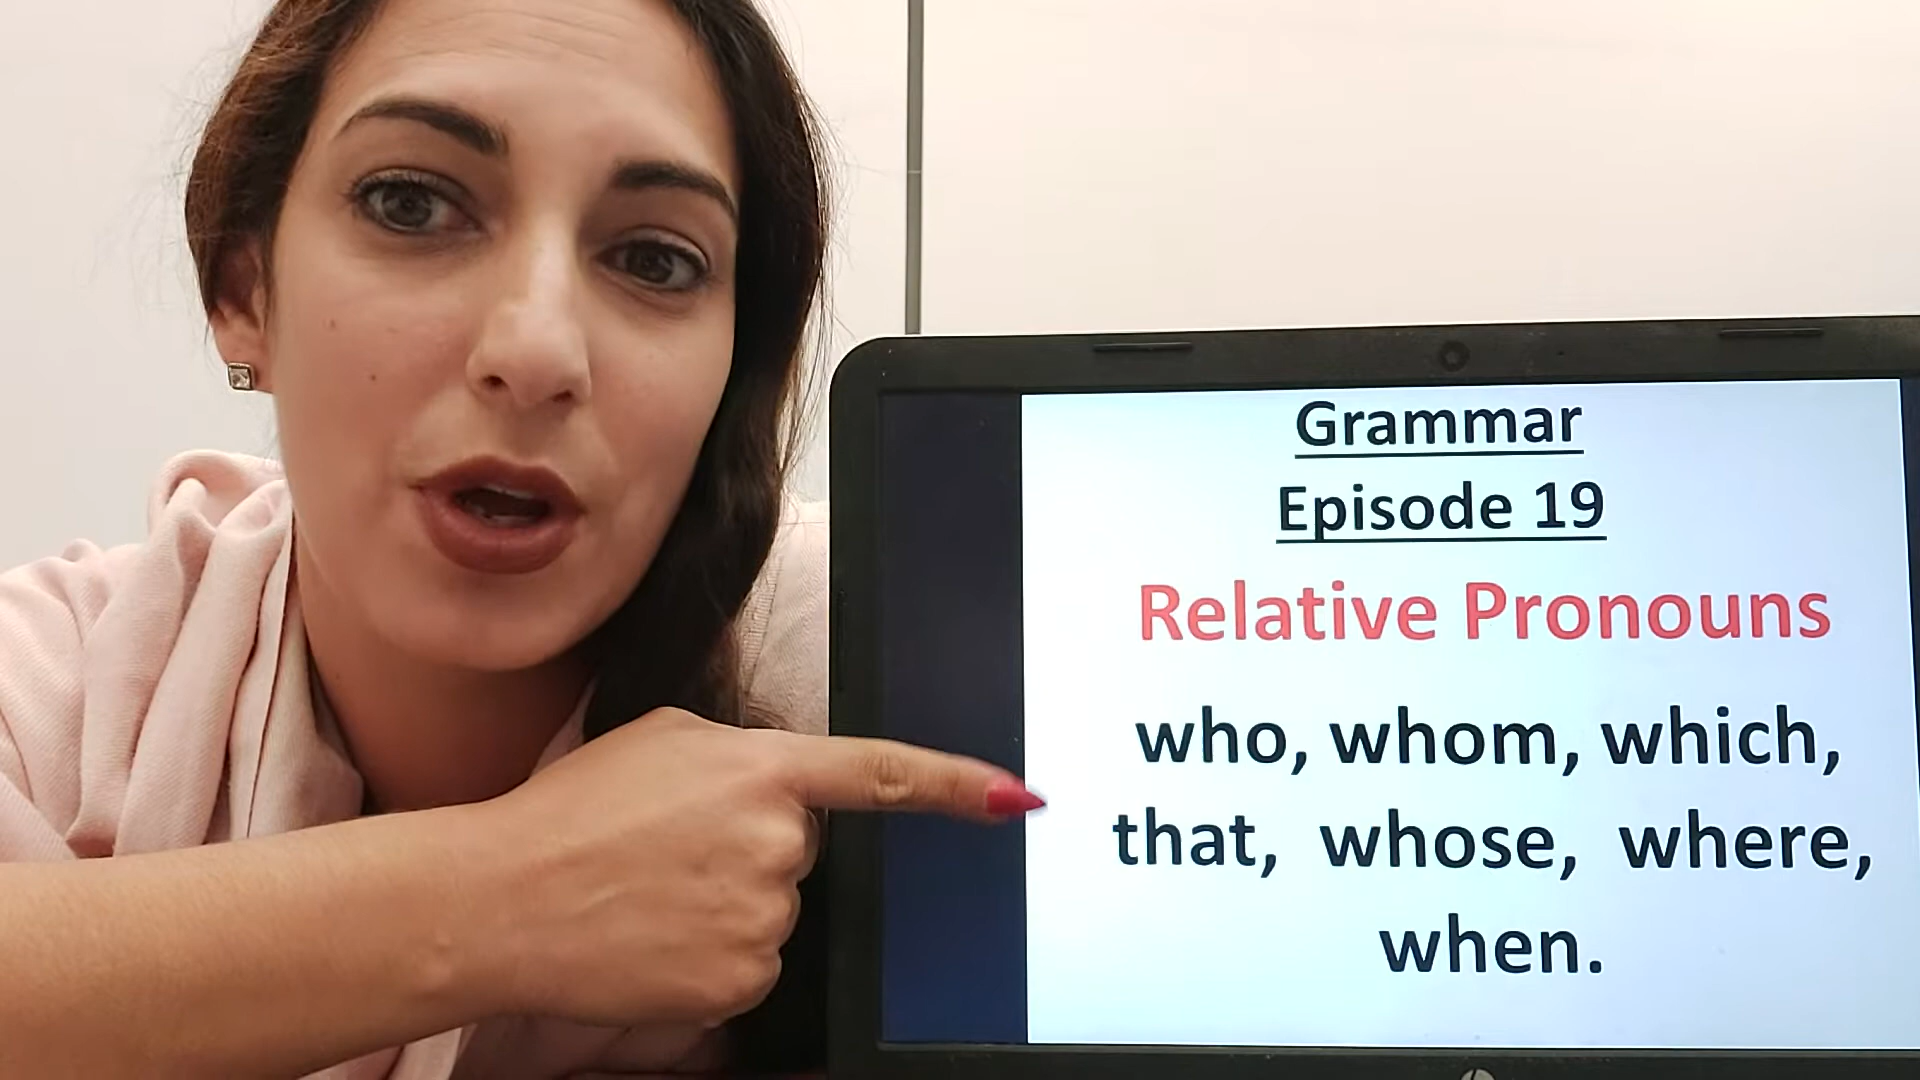 Grammar
Episode 19
Relative Pronouns
who, whom, which,
that, whose, where,
when.